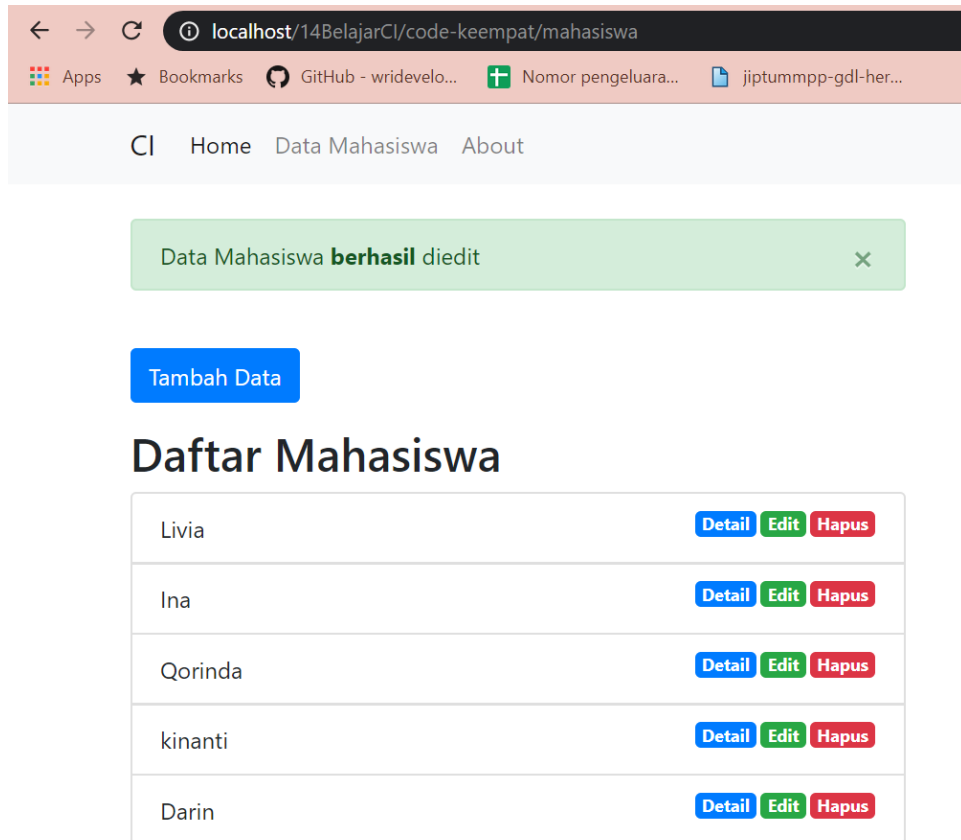 localhost/14BelajarCI/code-keempat/mahasiswa
Apps Bookmarks GitHub - wridevelo... Nomor pengeluara... jiptummpp-gdl-her...
CI Home Data Mahasiswa About
Data Mahasiswa berhasil diedit ×
Tambah Data
Daftar Mahasiswa
Livia Detail Edit Hapus
Ina Detail Edit Hapus
Qorinda Detail Edit Hapus
kinanti Detail Edit Hapus
Darin Detail Edit Hapus